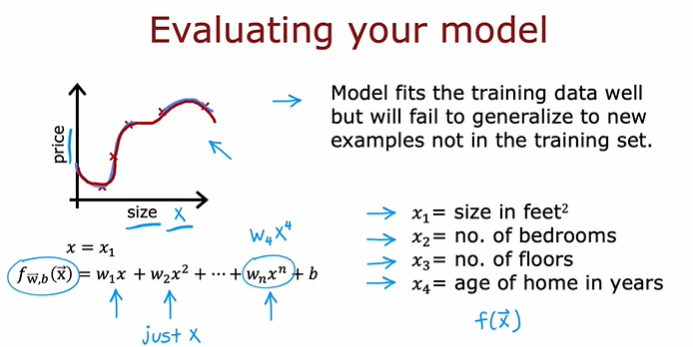 Evaluating your model
price
size x
Model fits the training data well
but will fail to generalize to new
examples not in the training set.
x = x₁
w₄x⁴
f_w⃗,b(x⃗) = w₁x + w₂x² + ⋯ + wₙxⁿ + b
just x
x₁= size in feet²
x₂= no. of bedrooms
x₃= no. of floors
x₄= age of home in years
f(x⃗)